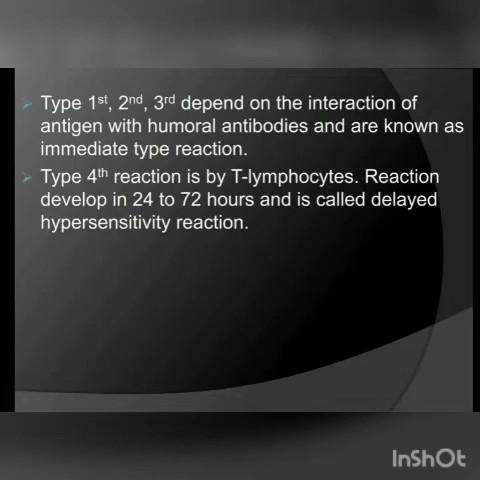 Type 1st, 2nd, 3rd depend on the interaction of
antigen with humoral antibodies and are known as
immediate type reaction.
Type 4th reaction is by T-lymphocytes. Reaction
develop in 24 to 72 hours and is called delayed
hypersensitivity reaction.
InShOt